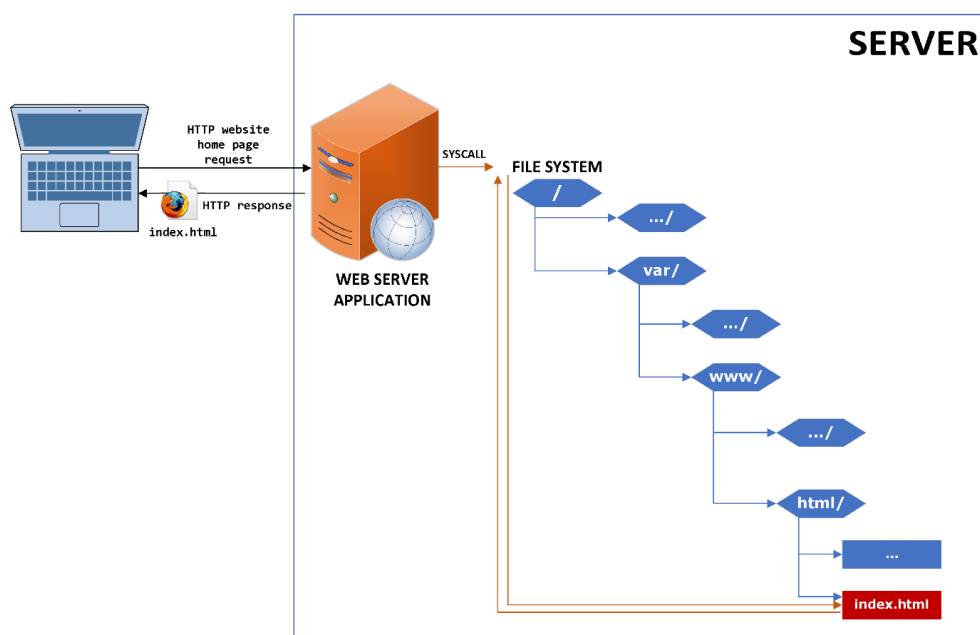 SERVER
HTTP website
home page
request
SYSCALL
FILE SYSTEM
/
HTTP response
index.html
.../
WEB SERVER
APPLICATION
var/
.../
www/
.../
html/
...
index.html